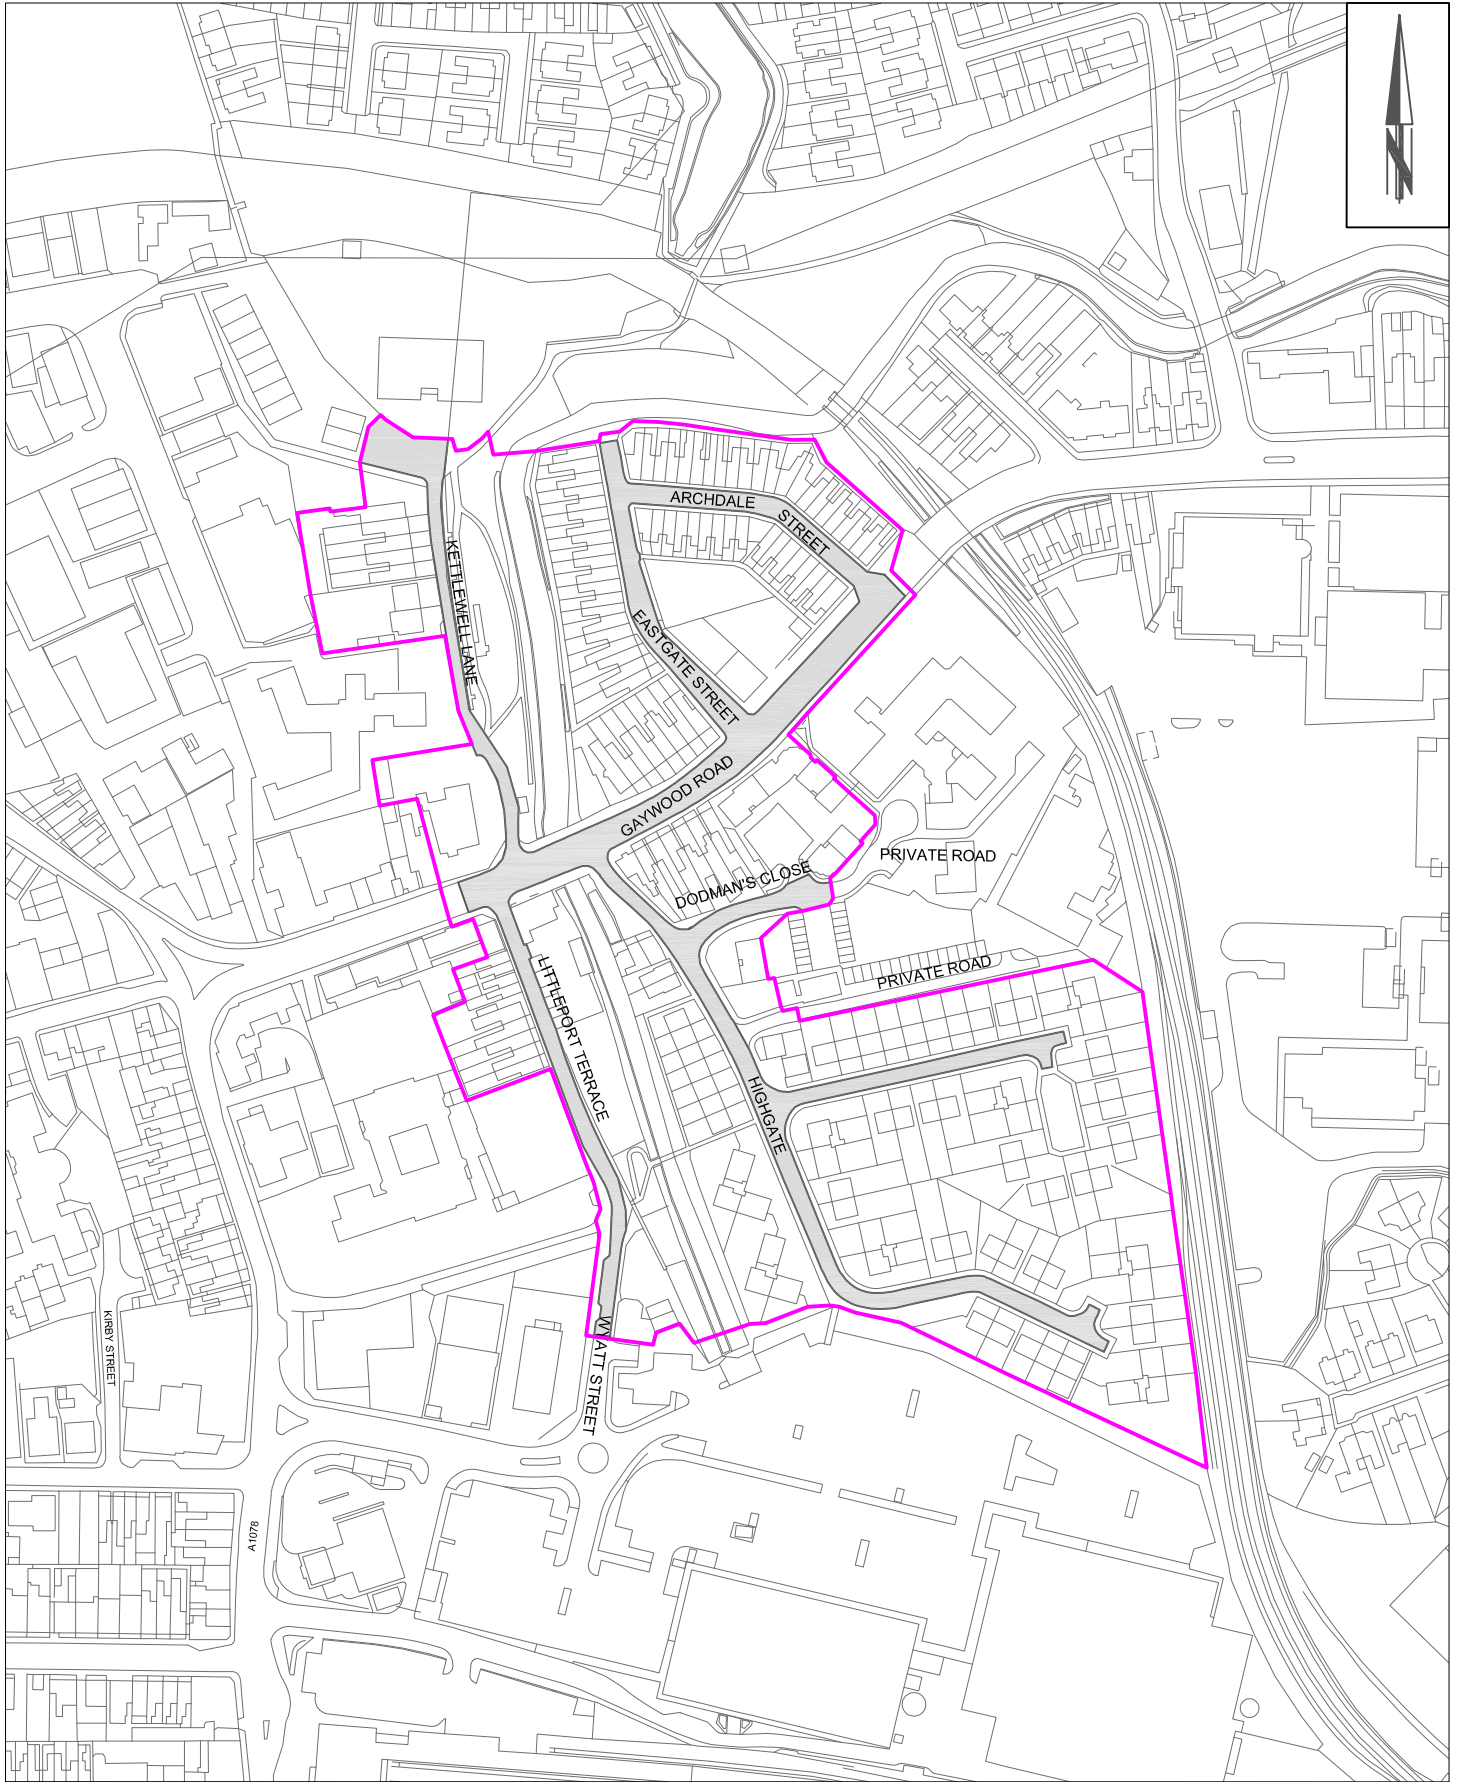 N
ARCHDALE
STREET
KETTLEWELL LANE
EASTGATE STREET
GAYWOOD ROAD
PRIVATE ROAD
DODMAN'S CLOSE
PRIVATE ROAD
LITTLEPORT TERRACE
HIGHGATE
KIRBY STREET
WYATT STREET
A1078